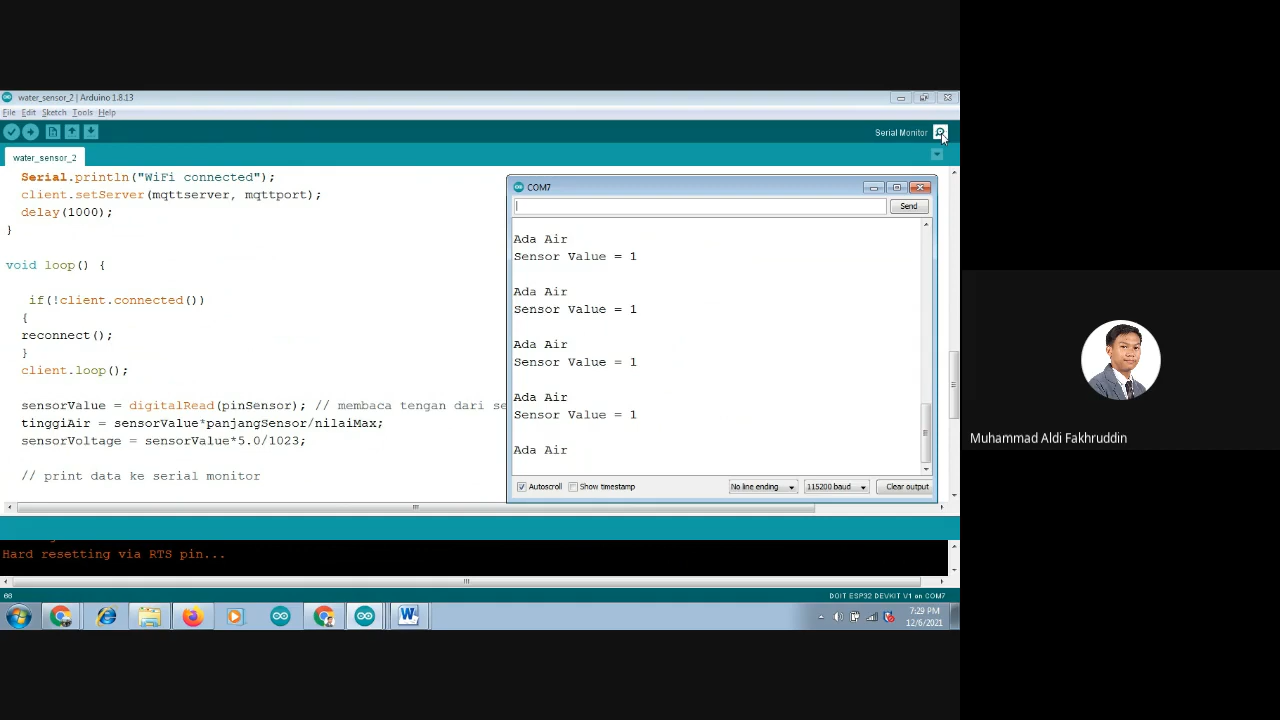 water_sensor_2 | Arduino 1.8.13
File Edit Sketch Tools Help
Serial Monitor
water_sensor_2
Serial.println("WiFi connected");
client.setServer(mqttserver, mqttport);
delay(1000);
}
void loop() {
if(!client.connected())
{
reconnect();
}
client.loop();
sensorValue = digitalRead(pinSensor); // membaca tengan dari se
tinggiAir = sensorValue*panjangSensor/nilaiMax;
sensorVoltage = sensorValue*5.0/1023;
// print data ke serial monitor
COM7
Send
Ada Air
Sensor Value = 1
Ada Air
Sensor Value = 1
Ada Air
Sensor Value = 1
Ada Air
Sensor Value = 1
Ada Air
Autoscroll Show timestamp No line ending 115200 baud Clear output
Hard resetting via RTS pin...
DOIT ESP32 DEVKIT V1 on COM7
7:29 PM
12/6/2021
Muhammad Aldi Fakhruddin